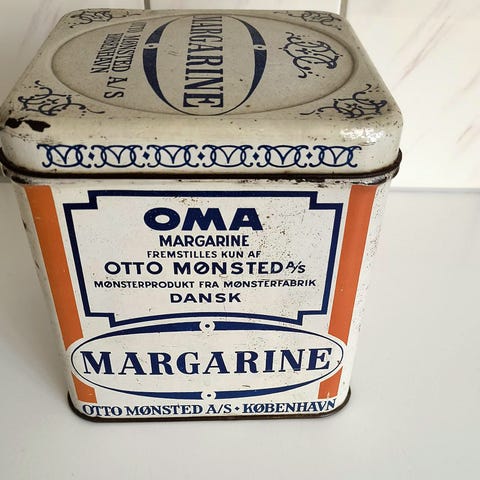 MARGARINE
OTTO MØNSTED A/S
KØBENHAVN
OMA
MARGARINE
FREMSTILLES KUN AF
OTTO MØNSTED A/S
MØNSTERPRODUKT FRA MØNSTERFABRIK
DANSK
MARGARINE
OTTO MØNSTED A/S • KØBENHAVN